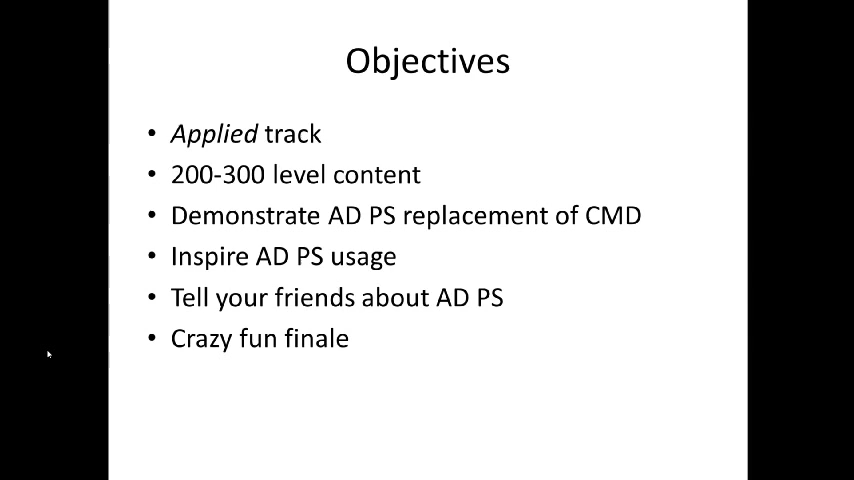 Objectives
• Applied track
• 200-300 level content
• Demonstrate AD PS replacement of CMD
• Inspire AD PS usage
• Tell your friends about AD PS
• Crazy fun finale